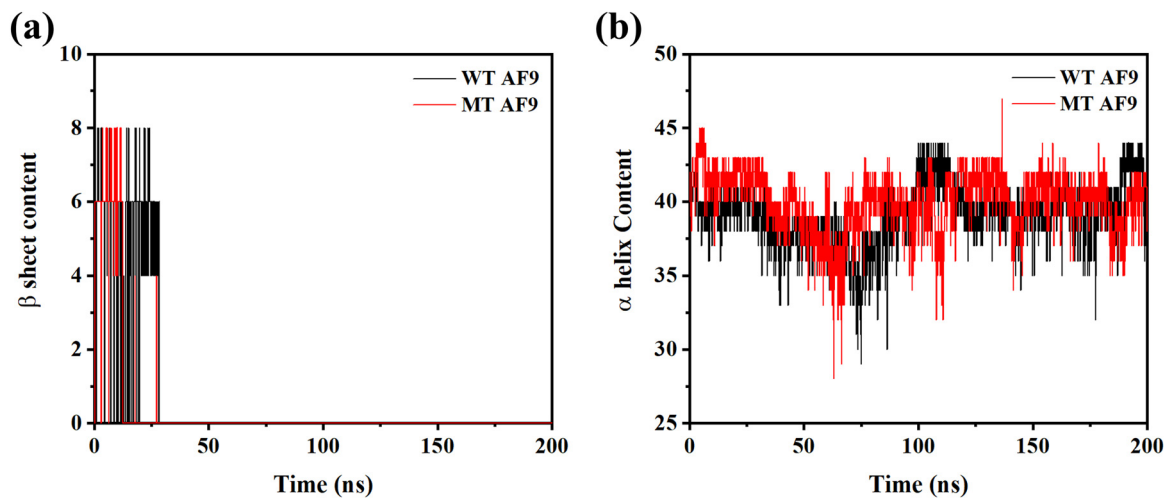 (a)
10
8
6
4
2
0
β sheet content
0
50
100
150
200
Time (ns)
WT AF9
MT AF9
(b)
50
45
40
35
30
25
α helix Content
0
50
100
150
200
Time (ns)
WT AF9
MT AF9